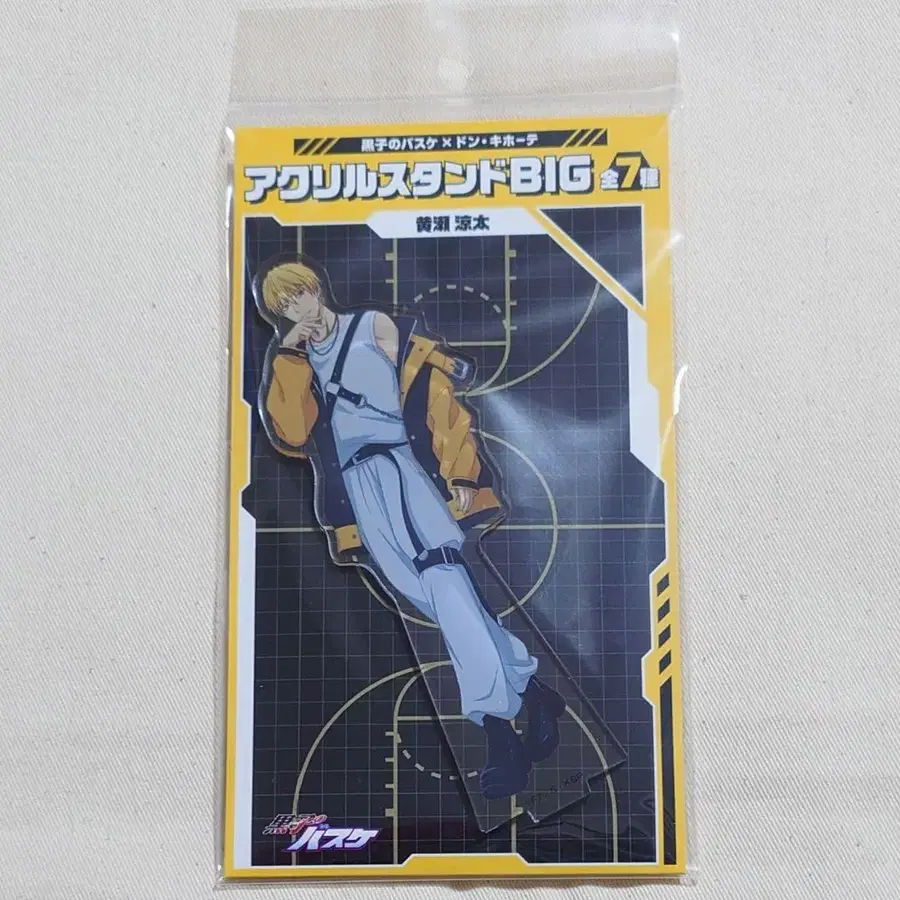 黒子のバスケ×ドン・キホーテ
アクリルスタンドBIG 全7種
黄瀬 涼太
黒子の
バスケ